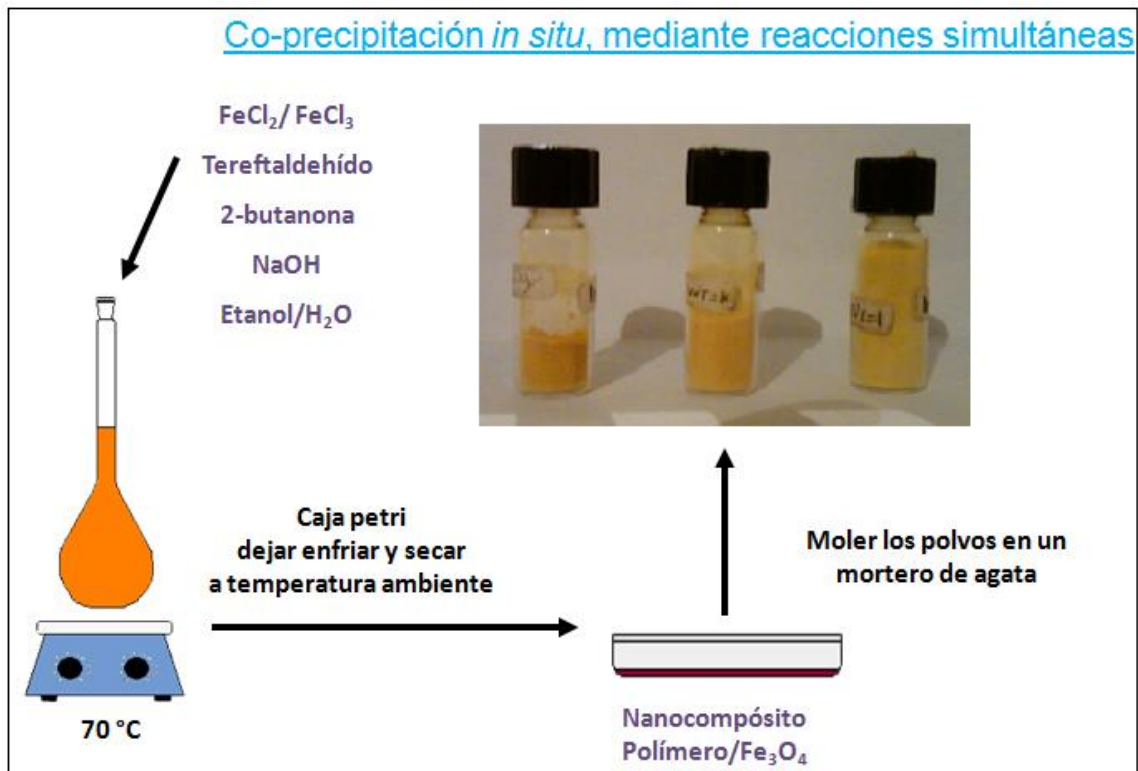 Co-precipitación in situ, mediante reacciones simultáneas
FeCl₂/ FeCl₃
Tereftaldehído
2-butanona
NaOH
Etanol/H₂O
70 °C
Caja petri
dejar enfriar y secar
a temperatura ambiente
Moler los polvos en un
mortero de agata
Nanocompósito
Polímero/Fe₃O₄